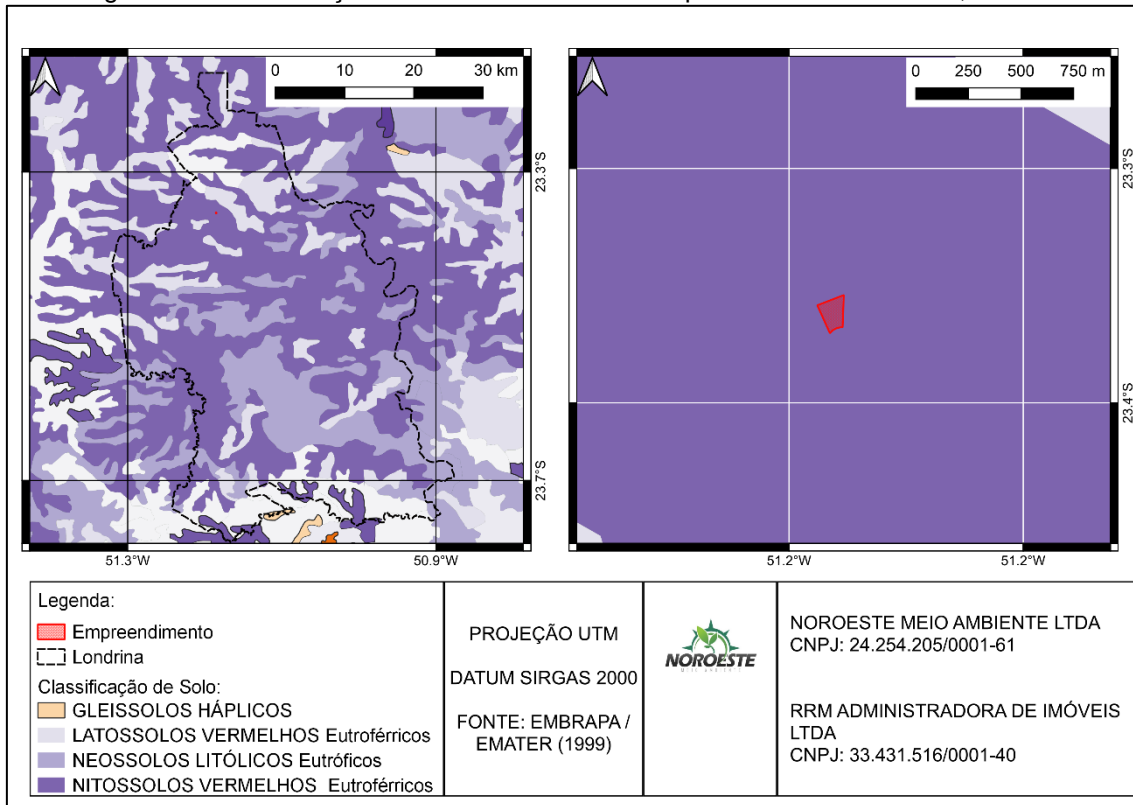 0 10 20 30 km
23.3°S
23.7°S
51.3°W 50.9°W
0 250 500 750 m
23.3°S
23.4°S
51.2°W 51.2°W
Legenda:
Empreendimento
Londrina
Classificação de Solo:
GLEISSOLOS HÁPLICOS
LATOSSOLOS VERMELHOS Eutroférricos
NEOSSOLOS LITÓLICOS Eutróficos
NITOSSOLOS VERMELHOS Eutroférricos
PROJEÇÃO UTM
DATUM SIRGAS 2000
FONTE: EMBRAPA /
EMATER (1999)
NOROESTE
NOROESTE MEIO AMBIENTE LTDA
CNPJ: 24.254.205/0001-61
RRM ADMINISTRADORA DE IMÓVEIS
LTDA
CNPJ: 33.431.516/0001-40